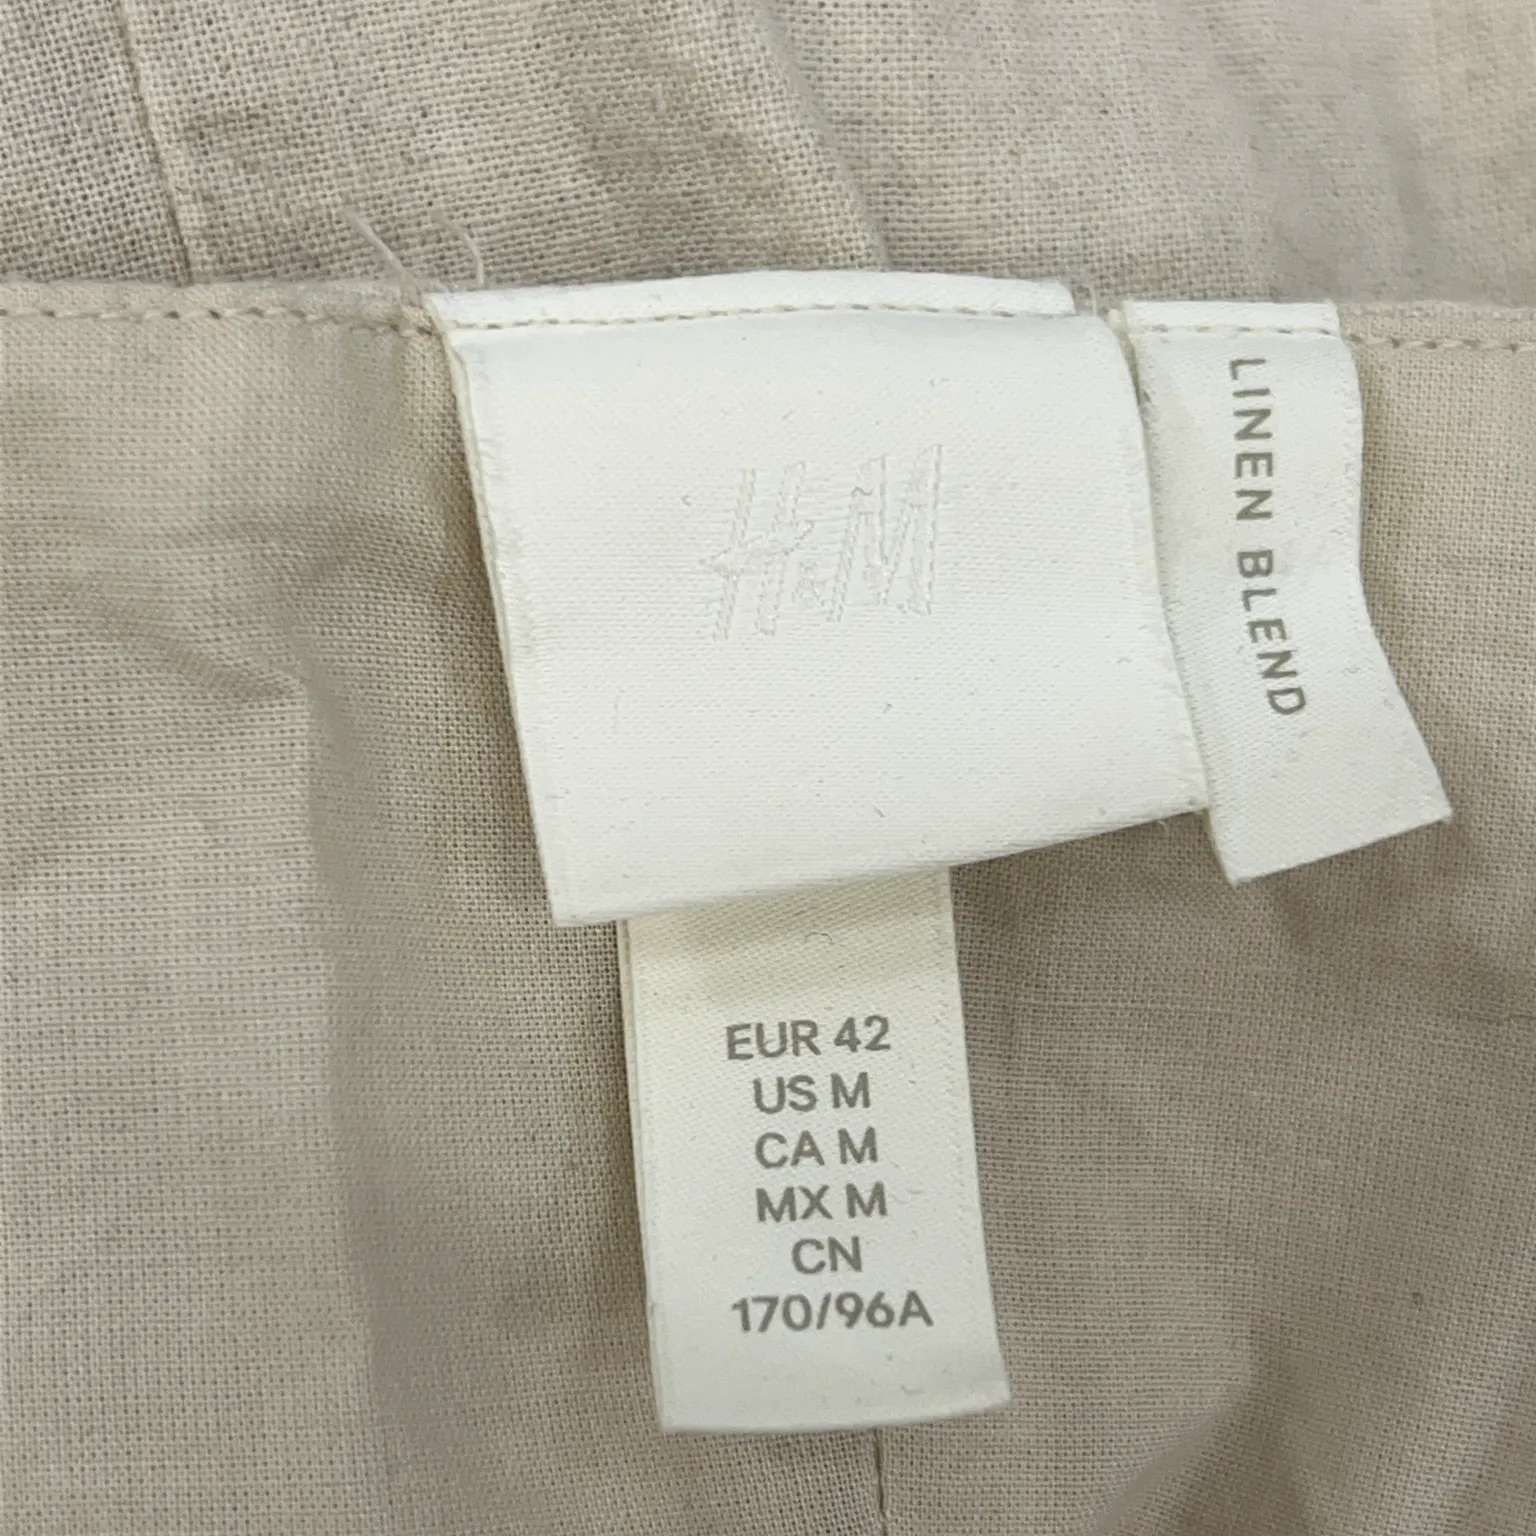 H&M
LINEN BLEND
EUR 42
US M
CA M
MX M
CN
170/96A